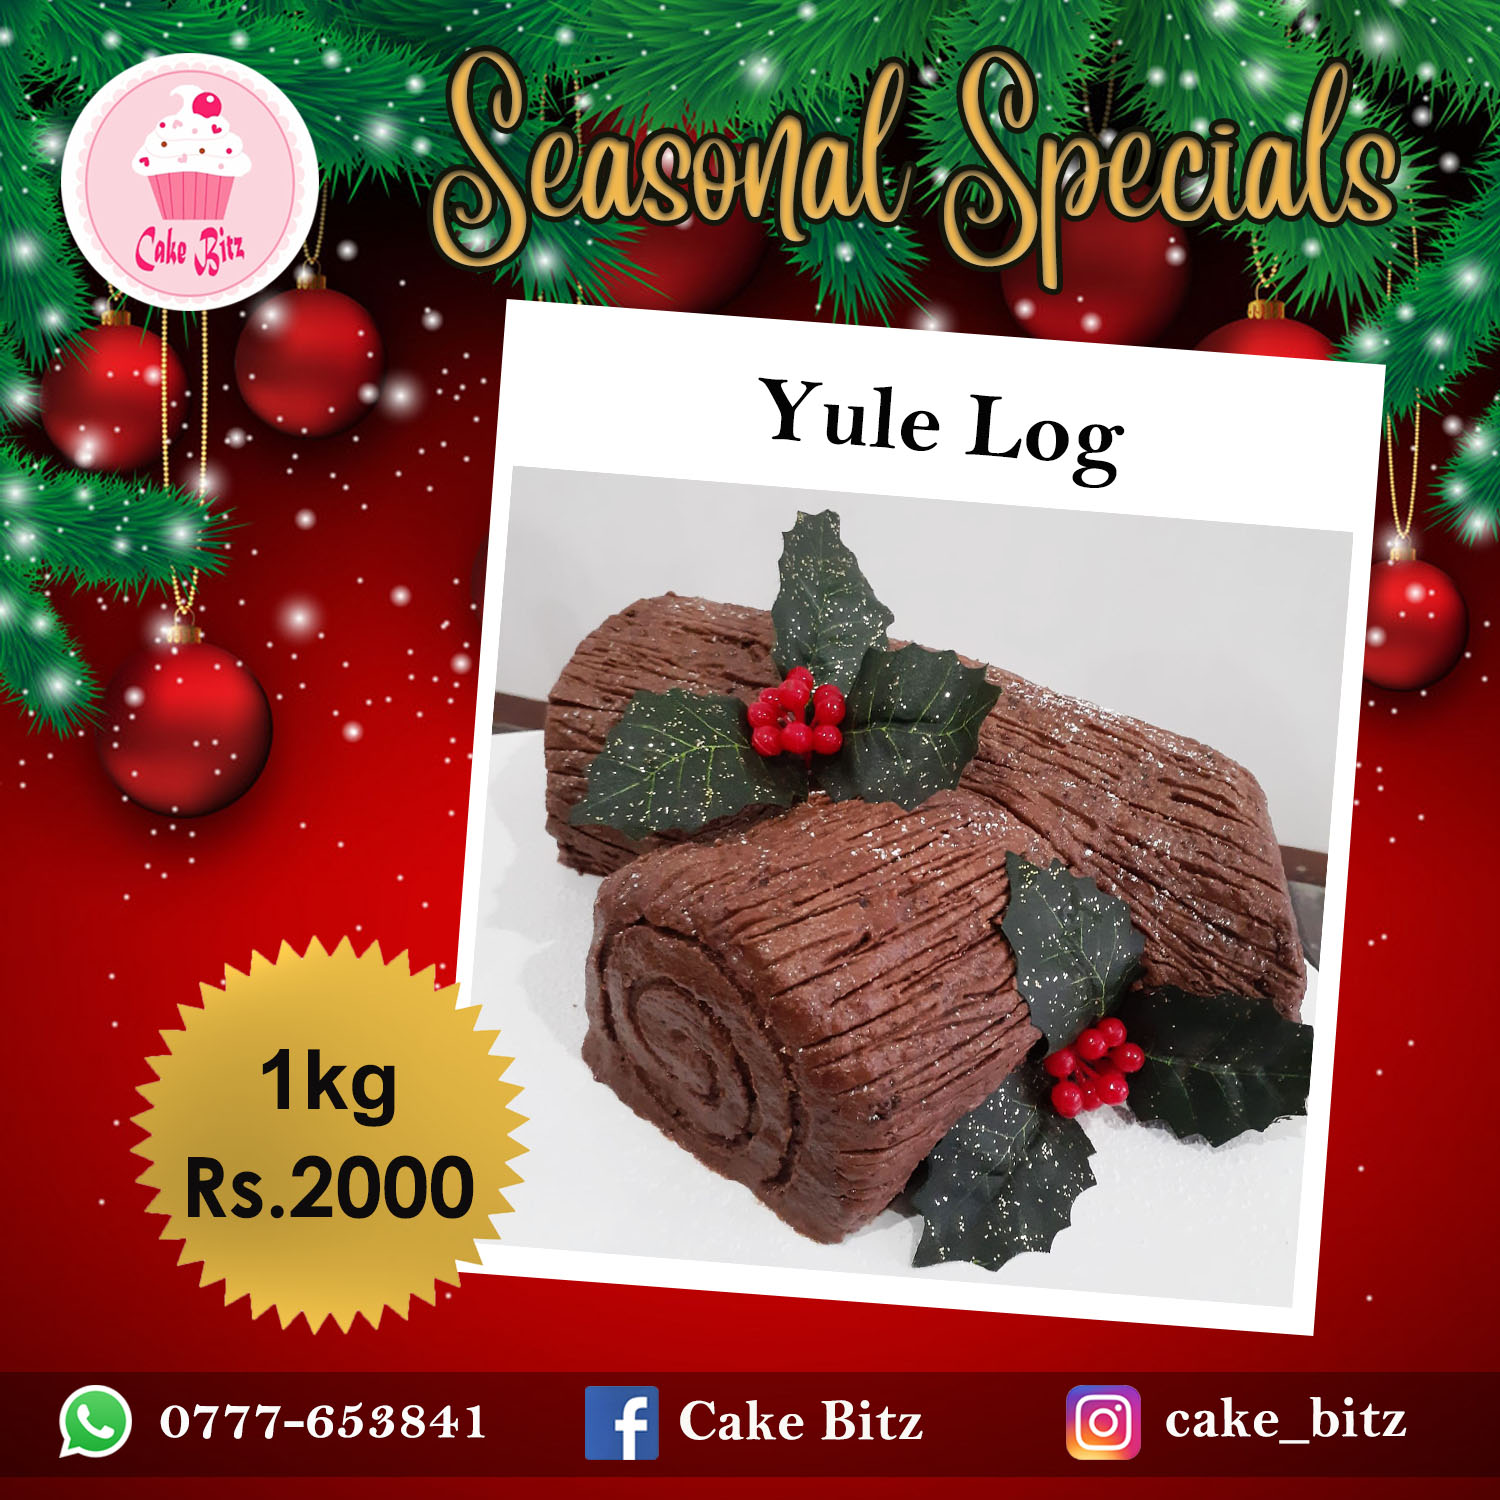 Cake Bitz
Seasonal Specials
Yule Log
1kg
Rs.2000
0777-653841
Cake Bitz
cake_bitz